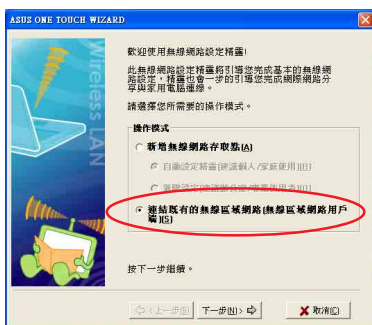 ASUS ONE TOUCH WIZARD
Wireless LAN
歡迎使用無線網路設定精靈!
此無線網路設定精靈將引導您完成基本的無線網
路設定,精靈也會一步的引導您完成網際網路分
享與家用電腦連線。
請選擇您所需要的操作模式。
操作模式
新增無線網路存取點(A)
自動設定精靈(建議個人/家庭使用)(B)
連結既有的無線區域網路(無線區域網路用戶
端)(S)
按下一步繼續。
<上一步(B)
下一步(N)>
取消(C)